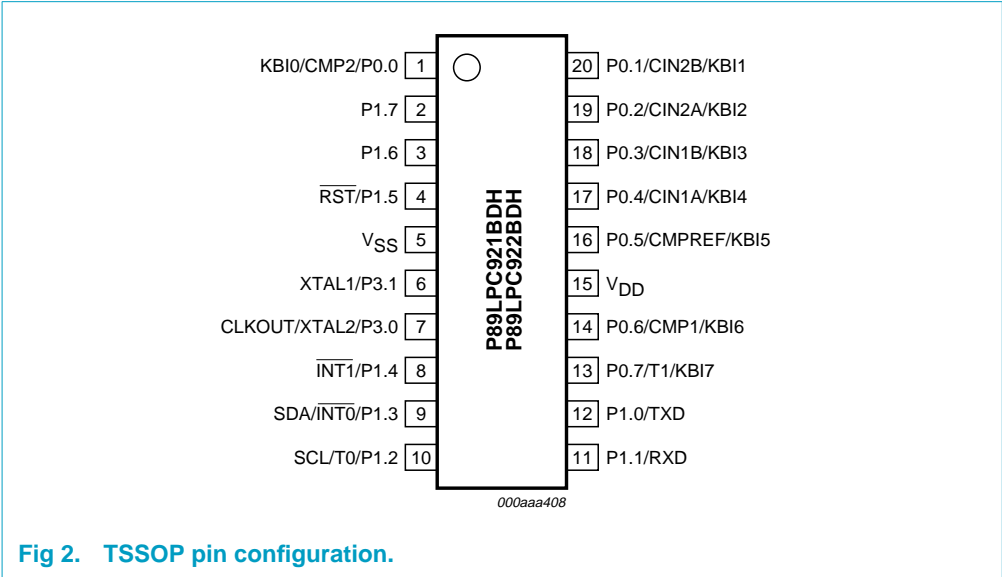 KBI0/CMP2/P0.0 1 20 P0.1/CIN2B/KBI1
P1.7 2 19 P0.2/CIN2A/KBI2
P1.6 3 18 P0.3/CIN1B/KBI3
RST/P1.5 4 17 P0.4/CIN1A/KBI4
VSS 5 16 P0.5/CMPREF/KBI5
XTAL1/P3.1 6 15 VDD
CLKOUT/XTAL2/P3.0 7 14 P0.6/CMP1/KBI6
INT1/P1.4 8 13 P0.7/T1/KBI7
SDA/INT0/P1.3 9 12 P1.0/TXD
SCL/T0/P1.2 10 11 P1.1/RXD
P89LPC921BDH
P89LPC922BDH
000aaa408
Fig 2. TSSOP pin configuration.